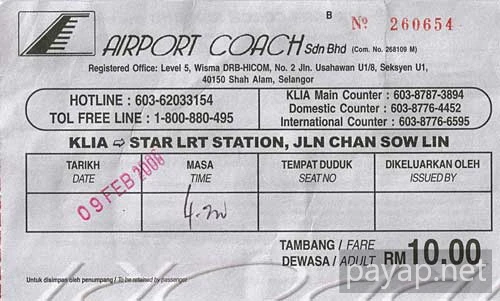 B
№ 260654
AIRPORT COACH Sdn Bhd (Com. No. 268109 M)
Registered Office: Level 5, Wisma DRB-HICOM, No. 2 Jln. Usahawan U1/8, Seksyen U1,
40150 Shah Alam, Selangor
HOTLINE : 603-62033154
TOL FREE LINE : 1-800-880-495
KLIA Main Counter : 603-8787-3894
Domestic Counter : 603-8776-4452
International Counter : 603-8776-6595
KLIA ⇨ STAR LRT STATION, JLN CHAN SOW LIN
TARIKH MASA TEMPAT DUDUK DIKELUARKAN OLEH
DATE TIME SEAT NO ISSUED BY
09 FEB 2006
TAMBANG / FARE
DEWASA / ADULT RM 10.00
Untuk disimpan oleh penumpang / To be retained by passenger
payap.net